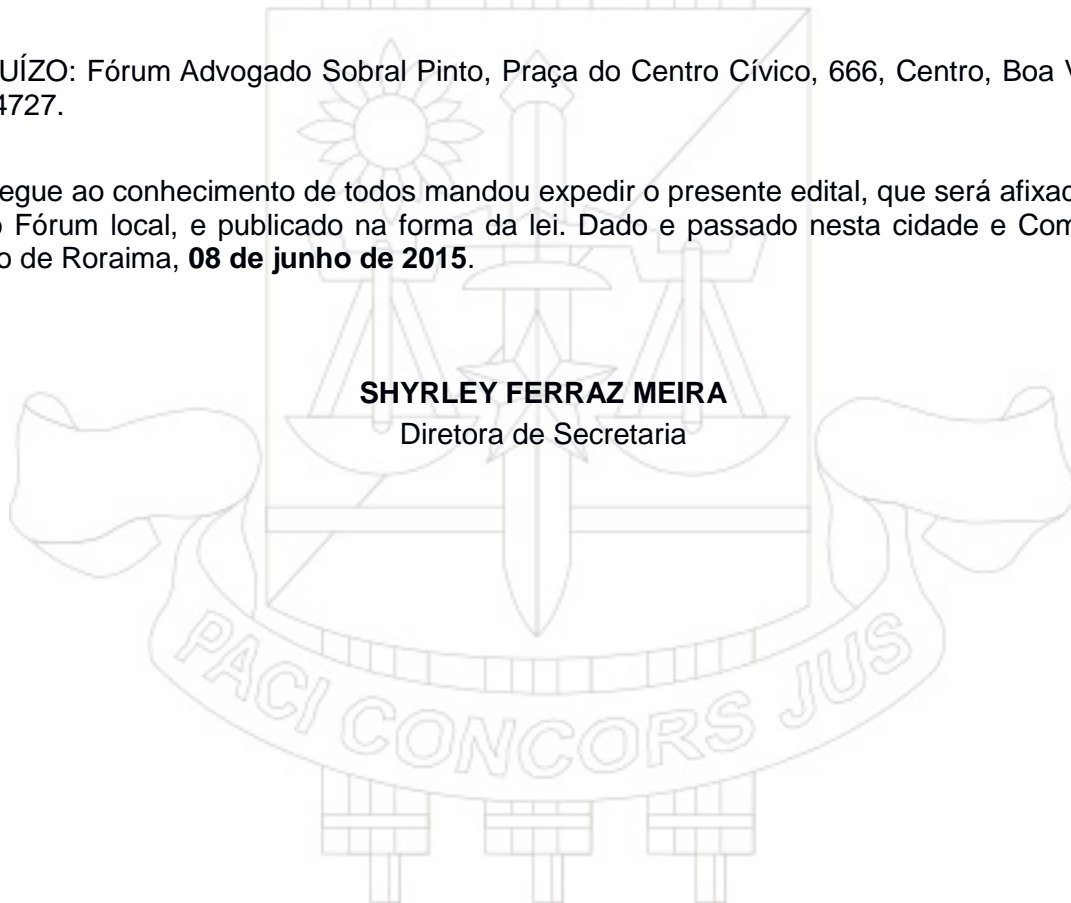 UÍZO: Fórum Advogado Sobral Pinto, Praça do Centro Cívico, 666, Centro, Boa V
4727.
egue ao conhecimento de todos mandou expedir o presente edital, que será afixad
o Fórum local, e publicado na forma da lei. Dado e passado nesta cidade e Com
o de Roraima, 08 de junho de 2015.
SHYRLEY FERRAZ MEIRA
Diretora de Secretaria
PACI CONCORS JUS